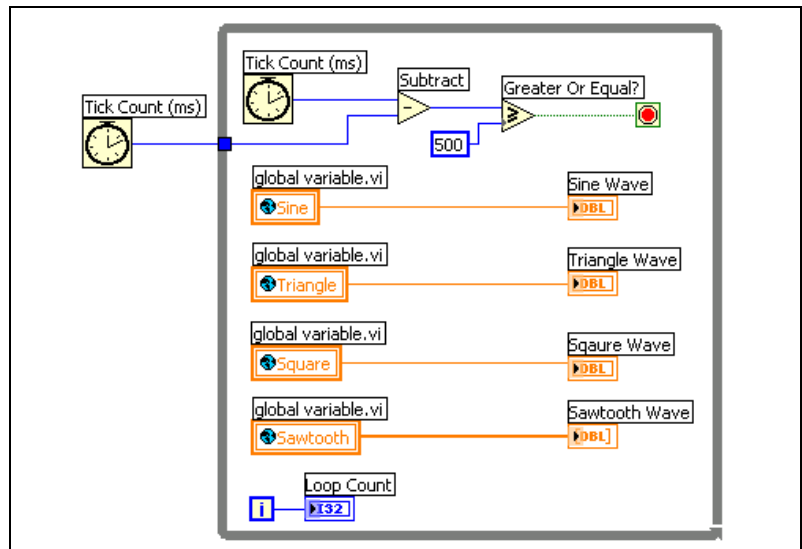 Tick Count (ms)
Subtract
Greater Or Equal?
Tick Count (ms)
-
≥
500
global variable.vi
Sine Wave
Sine
DBL
global variable.vi
Triangle Wave
Triangle
DBL
global variable.vi
Sqaure Wave
Square
DBL
global variable.vi
Sawtooth Wave
Sawtooth
[DBL]
Loop Count
i
I32